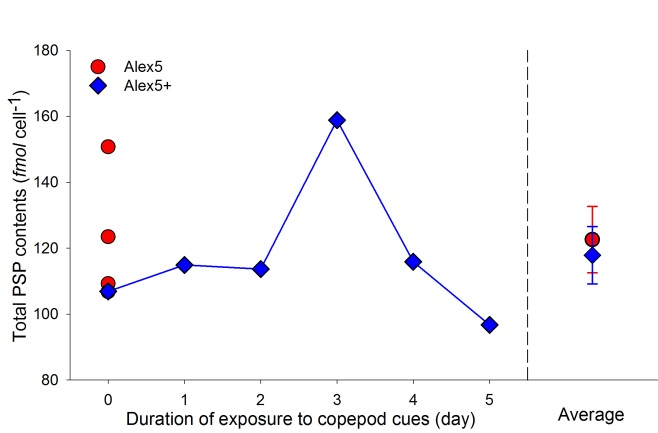 180
160
140
120
100
80
Total PSP contents (fmol cell-1)
Alex5
Alex5+
0 1 2 3 4 5
Duration of exposure to copepod cues (day)
Average